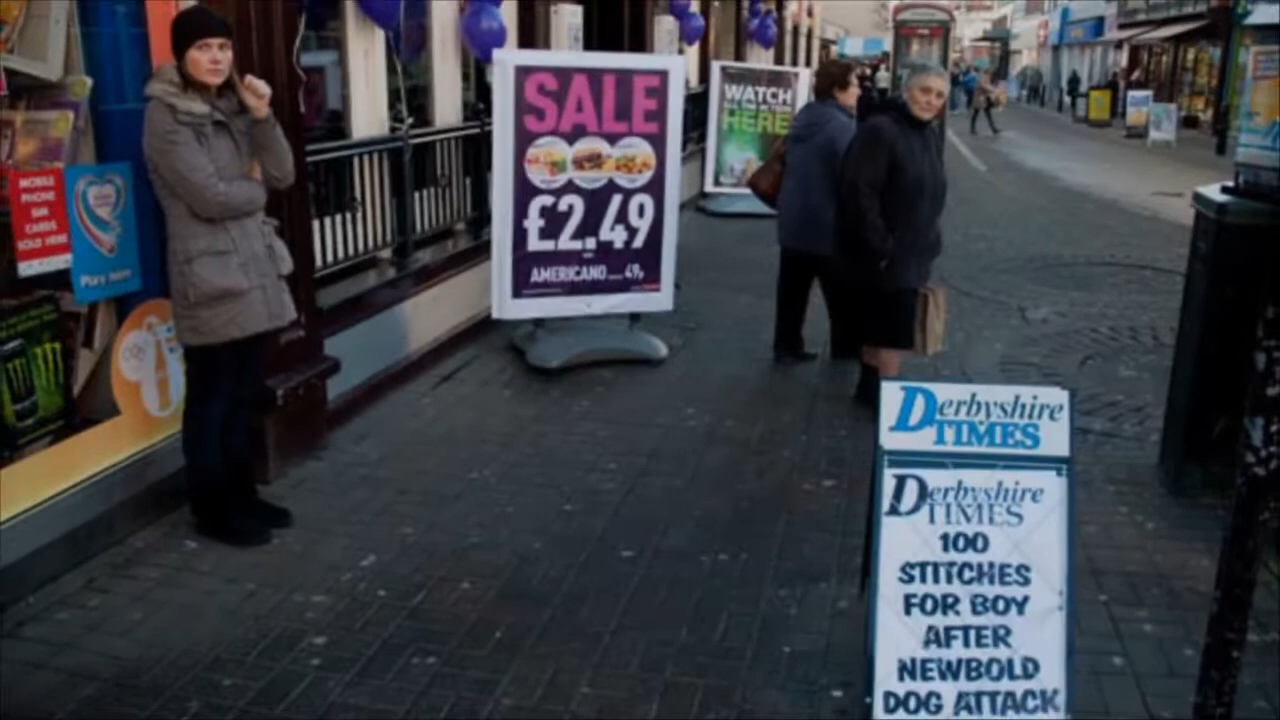 MOBILE
PHONE
SIM
CARDS
SOLD HERE
Play here
SALE
£2.49
AMERICANO 49p
WATCH
HERE
Derbyshire
TIMES
Derbyshire
TIMES
100
STITCHES
FOR BOY
AFTER
NEWBOLD
DOG ATTACK